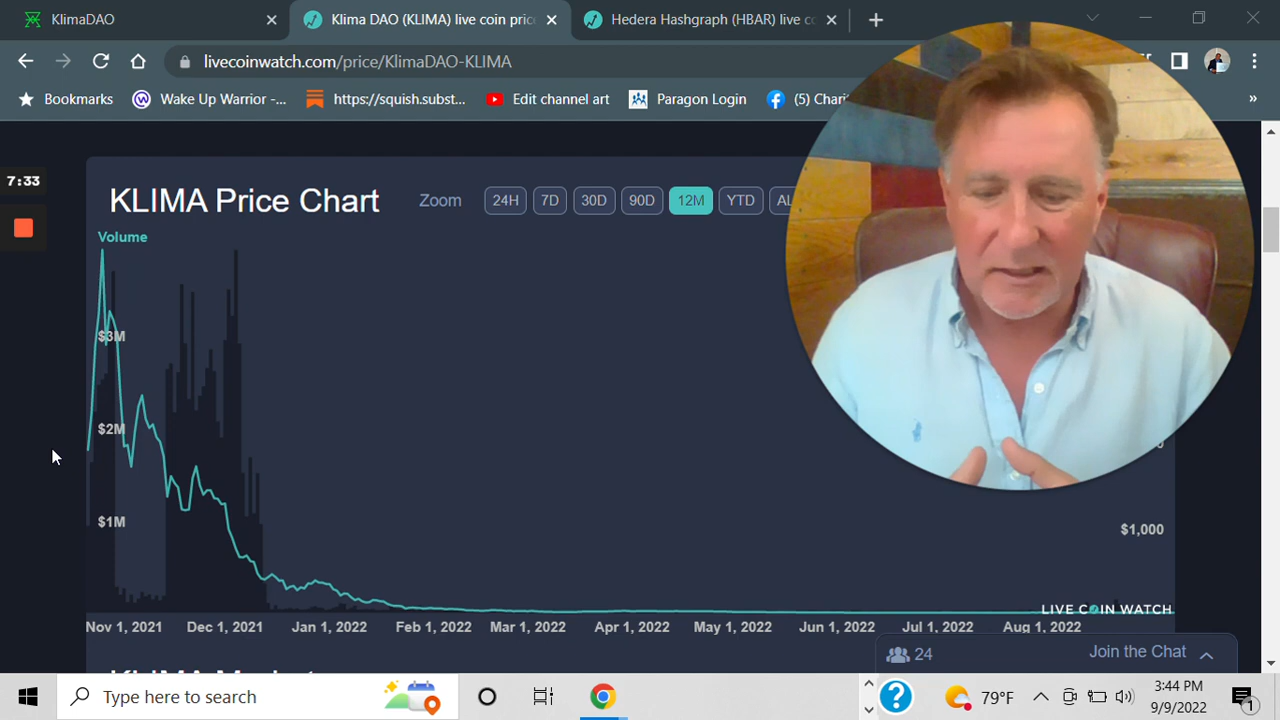 KlimaDAO
Klima DAO (KLIMA) live coin price
Hedera Hashgraph (HBAR) live co
livecoinwatch.com/price/KlimaDAO-KLIMA
Bookmarks
Wake Up Warrior -...
https://squish.subst...
Edit channel art
Paragon Login
(5) Chari
»
7:33
KLIMA Price Chart
Zoom
24H
7D
30D
90D
12M
YTD
AL
Volume
$3M
$2M
$1M
$1,000
LIVE COIN WATCH
Nov 1, 2021
Dec 1, 2021
Jan 1, 2022
Feb 1, 2022
Mar 1, 2022
Apr 1, 2022
May 1, 2022
Jun 1, 2022
Jul 1, 2022
Aug 1, 2022
24
Join the Chat
Type here to search
79°F
3:44 PM
9/9/2022
1